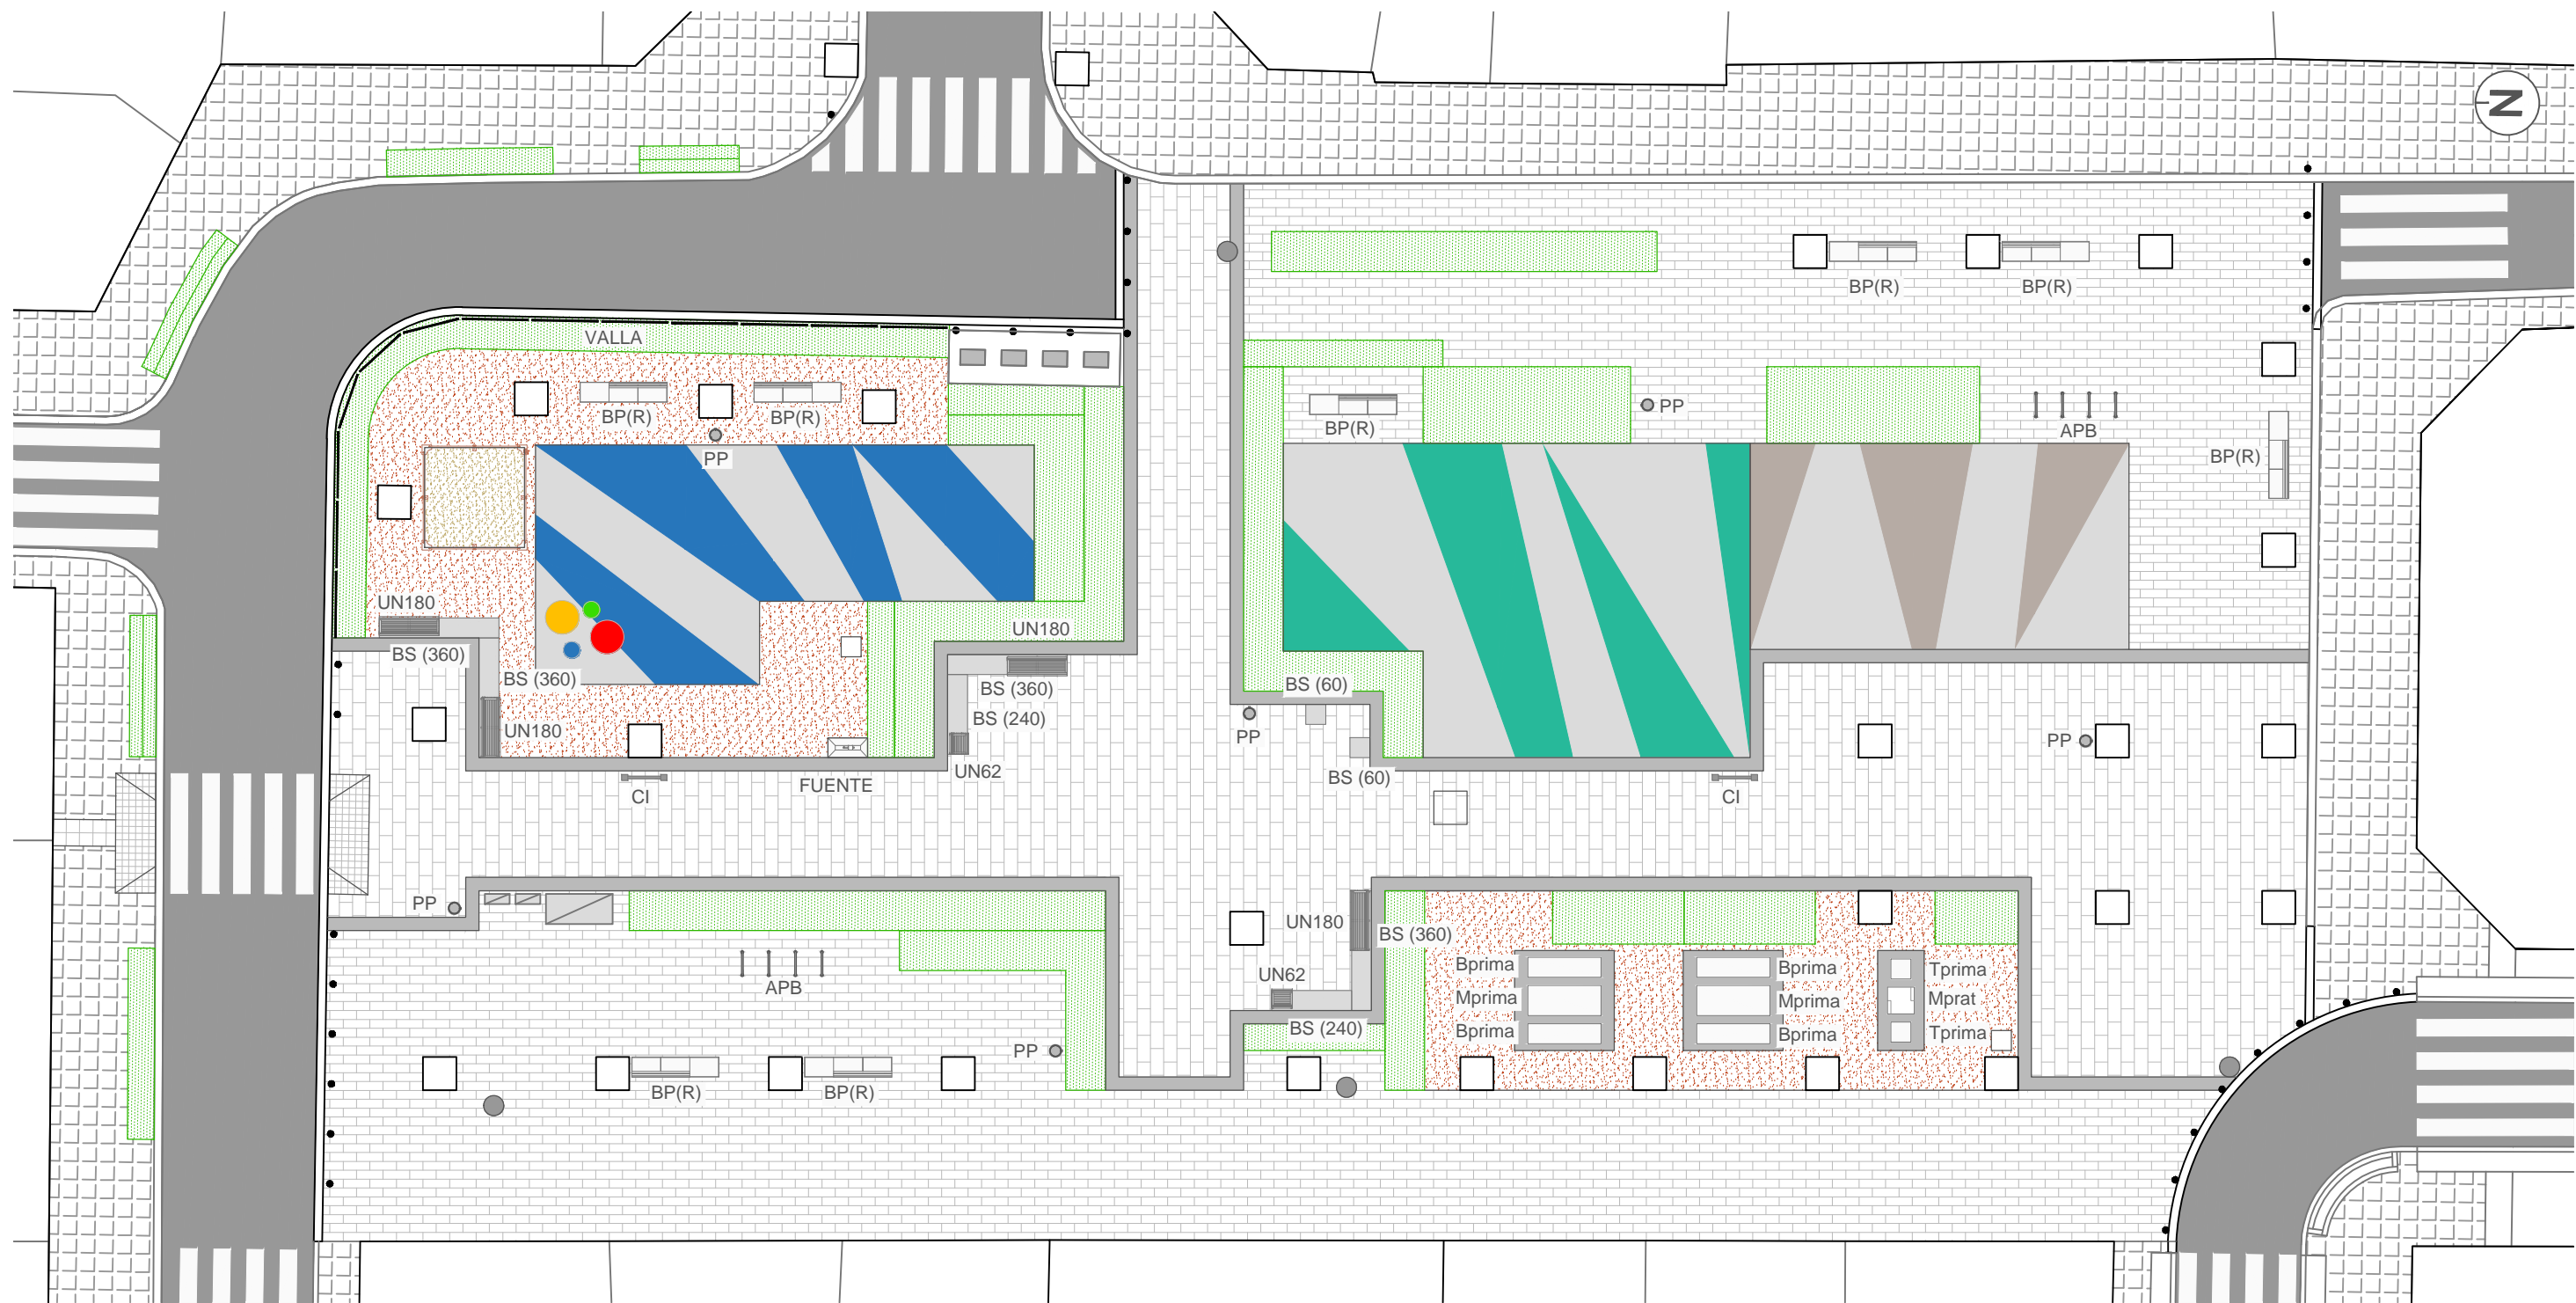 N
VALLA
BP(R)
BP(R)
BP(R)
BP(R)
PP
BP(R)
PP
APB
BP(R)
UN180
BS (360)
BS (360)
UN180
UN180
BS (360)
BS (240)
UN62
BS (60)
PP
BS (60)
PP
CI
FUENTE
CI
PP
UN180
BS (360)
UN62
BS (240)
APB
PP
BP(R)
BP(R)
Bprima
Mprima
Bprima
Bprima
Mprima
Bprima
Tprima
Mprat
Tprima